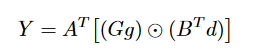 Y = A^T[(Gg) ⊙ (B^T d)]